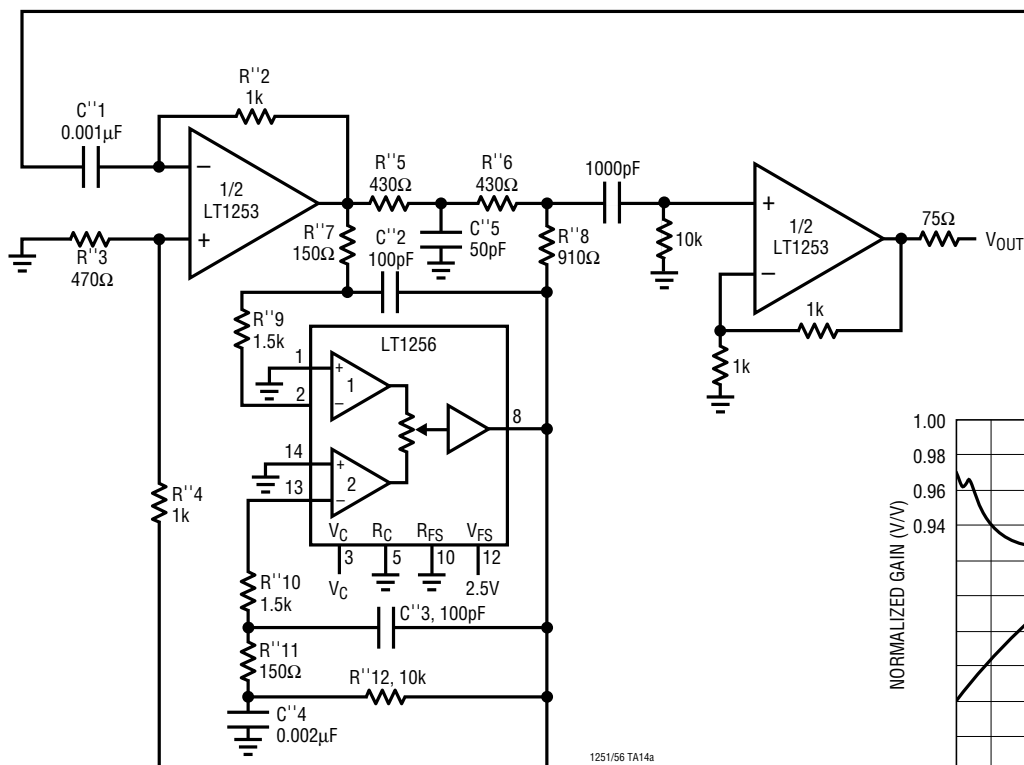 R''2
1k
C''1
0.001µF
−
+
1/2
LT1253
R''3
470Ω
R''5
430Ω
R''6
430Ω
R''7
150Ω
C''2
100pF
C''5
50pF
R''8
910Ω
1000pF
10k
+
−
1/2
LT1253
75Ω
VOUT
1k
1k
R''9
1.5k
LT1256
1
2
+
1
−
8
14
13
+
2
−
VC
RC
RFS
VFS
3
5
10
12
VC
2.5V
R''4
1k
R''10
1.5k
C''3, 100pF
R''11
150Ω
R''12, 10k
C''4
0.002µF
1251/56 TA14a
1.00
0.98
0.96
0.94
NORMALIZED GAIN (V/V)